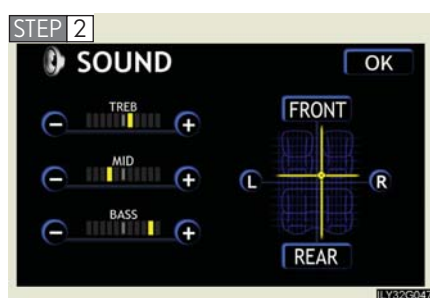 STEP 2
SOUND
OK
TREB
− +
MID
− +
BASS
− +
FRONT
L R
REAR
ILY32G047